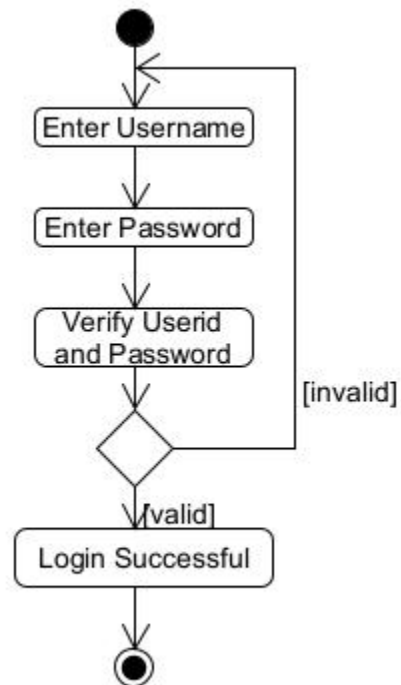 Enter Username
Enter Password
Verify Userid
and Password
[invalid]
[valid]
Login Successful